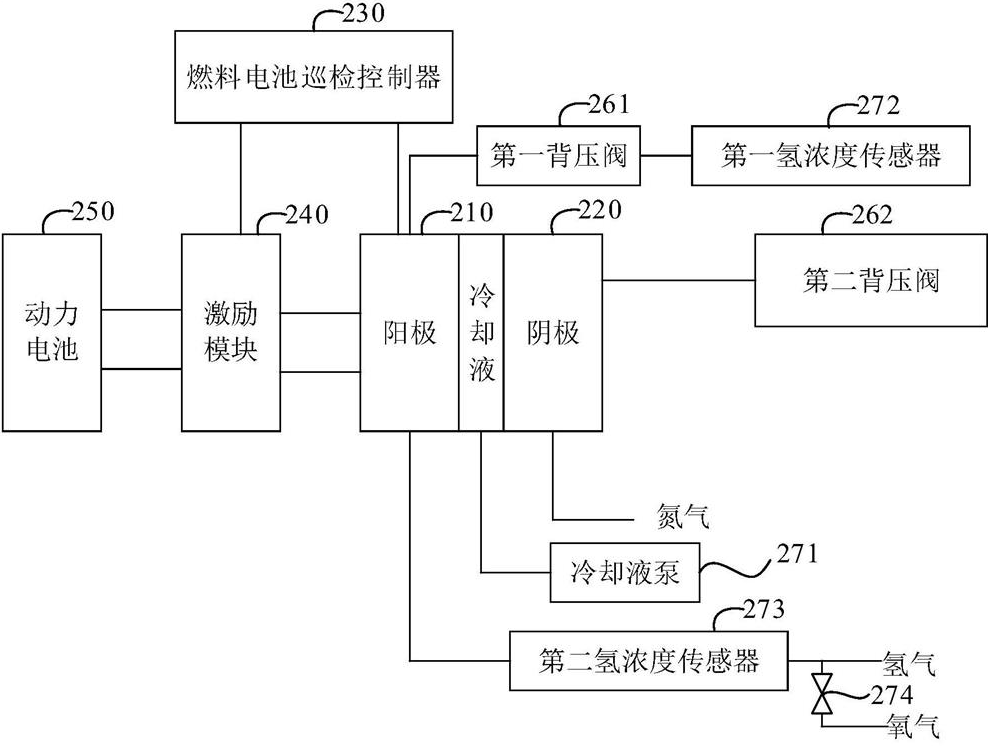 230
燃料电池巡检控制器
261
第一背压阀
272
第一氢浓度传感器
250
动力
电池
240
激励
模块
210
阳极
冷
却
液
220
阴极
262
第二背压阀
氮气
冷却液泵
271
273
第二氢浓度传感器
氢气
274
氧气